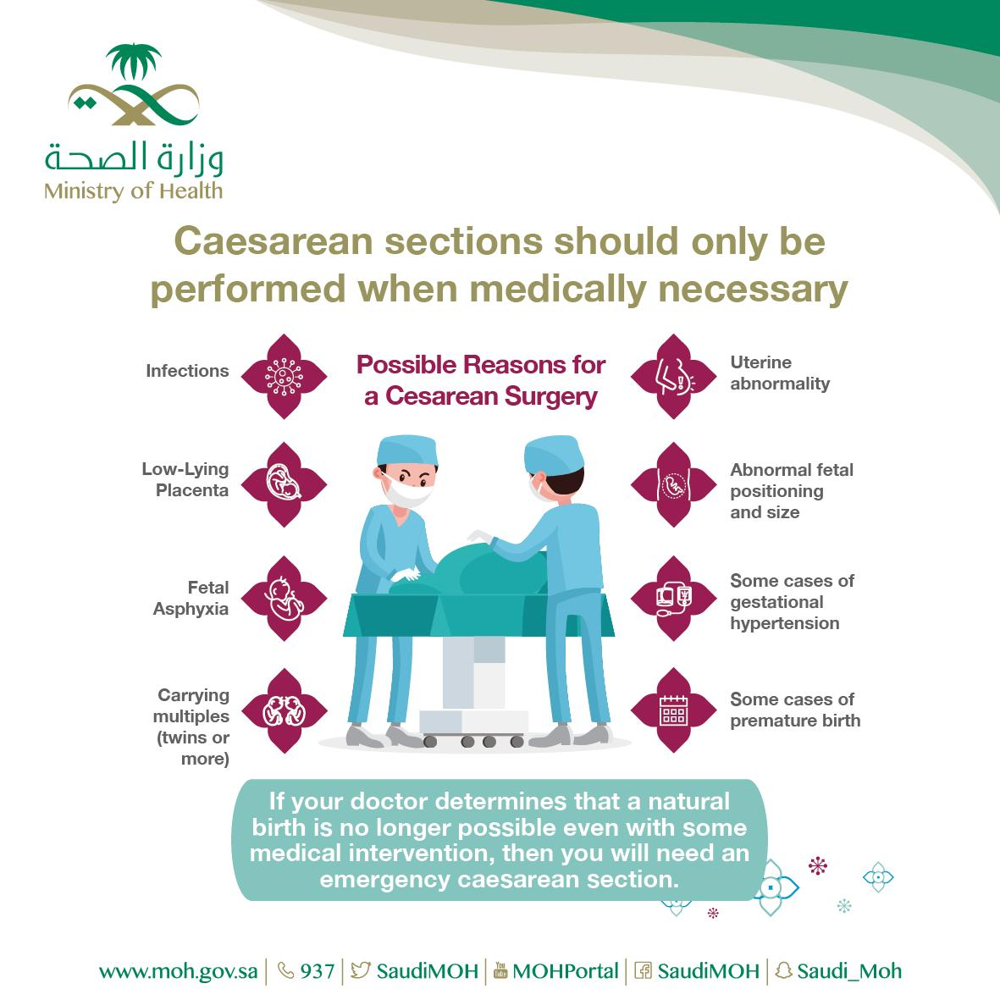 وزارة الصحة
Ministry of Health
Caesarean sections should only be
performed when medically necessary
Possible Reasons for
a Cesarean Surgery
Infections
Low-Lying
Placenta
Fetal
Asphyxia
Carrying
multiples
(twins or
more)
Uterine
abnormality
Abnormal fetal
positioning
and size
Some cases of
gestational
hypertension
Some cases of
premature birth
If your doctor determines that a natural
birth is no longer possible even with some
medical intervention, then you will need an
emergency caesarean section.
www.moh.gov.sa | 937 | SaudiMOH | You Tube MOHPortal | SaudiMOH | Saudi_Moh